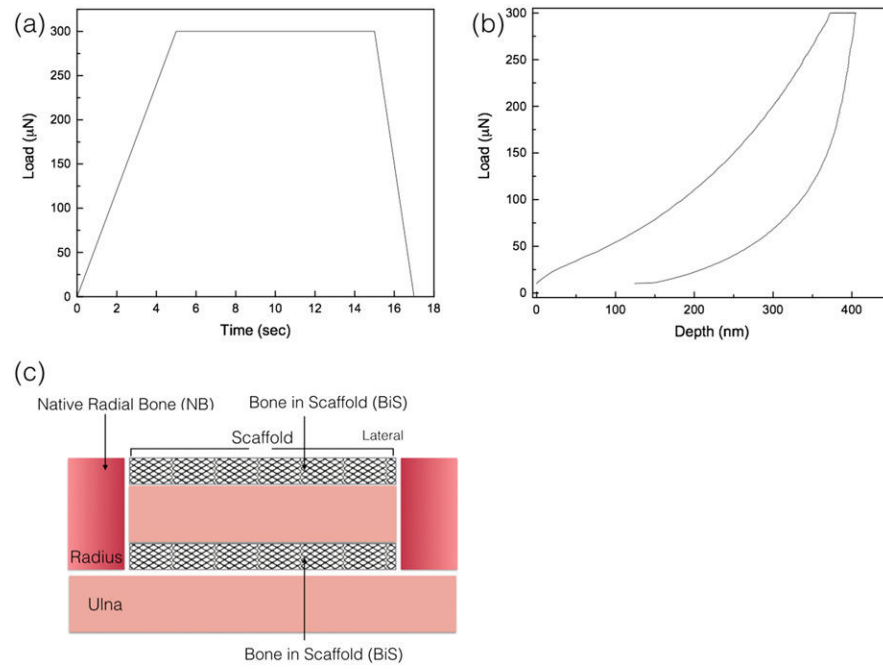 (a)
300
250
200
150
100
50
0
Load (μN)
0 2 4 6 8 10 12 14 16 18
Time (sec)
(b)
300
250
200
150
100
50
0
Load (μN)
0 100 200 300 400
Depth (nm)
(c)
Native Radial Bone (NB)
Bone in Scaffold (BiS)
Scaffold
Lateral
Radius
Ulna
Bone in Scaffold (BiS)